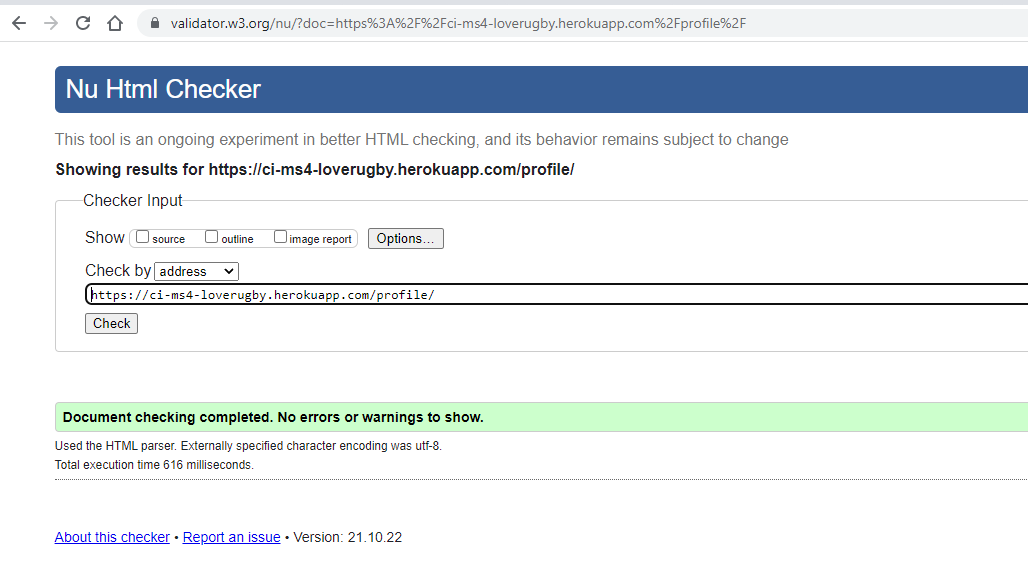 validator.w3.org/nu/?doc=https%3A%2F%2Fci-ms4-loverugby.herokuapp.com%2Fprofile%2F
Nu Html Checker
This tool is an ongoing experiment in better HTML checking, and its behavior remains subject to change
Showing results for https://ci-ms4-loverugby.herokuapp.com/profile/
Checker Input
Show source outline image report Options...
Check by address
https://ci-ms4-loverugby.herokuapp.com/profile/
Check
Document checking completed. No errors or warnings to show.
Used the HTML parser. Externally specified character encoding was utf-8.
Total execution time 616 milliseconds.
About this checker • Report an issue • Version: 21.10.22